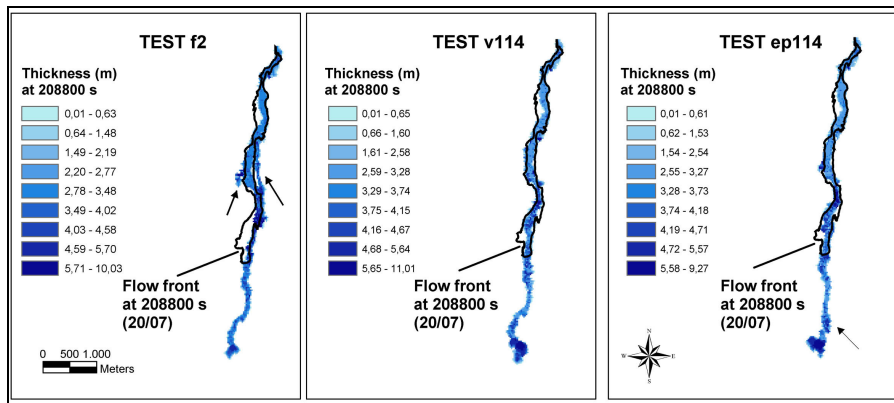 TEST f2
Thickness (m)
at 208800 s
0,01 - 0,63
0,64 - 1,48
1,49 - 2,19
2,20 - 2,77
2,78 - 3,48
3,49 - 4,02
4,03 - 4,58
4,59 - 5,70
5,71 - 10,03
Flow front
at 208800 s
(20/07)
0 500 1.000
Meters
TEST v114
Thickness (m)
at 208800 s
0,01 - 0,65
0,66 - 1,60
1,61 - 2,58
2,59 - 3,28
3,29 - 3,74
3,75 - 4,15
4,16 - 4,67
4,68 - 5,64
5,65 - 11,01
Flow front
at 208800 s
(20/07)
TEST ep114
Thickness (m)
at 208800 s
0,01 - 0,61
0,62 - 1,53
1,54 - 2,54
2,55 - 3,27
3,28 - 3,73
3,74 - 4,18
4,19 - 4,71
4,72 - 5,57
5,58 - 9,27
Flow front
at 208800 s
(20/07)
N
W E
S